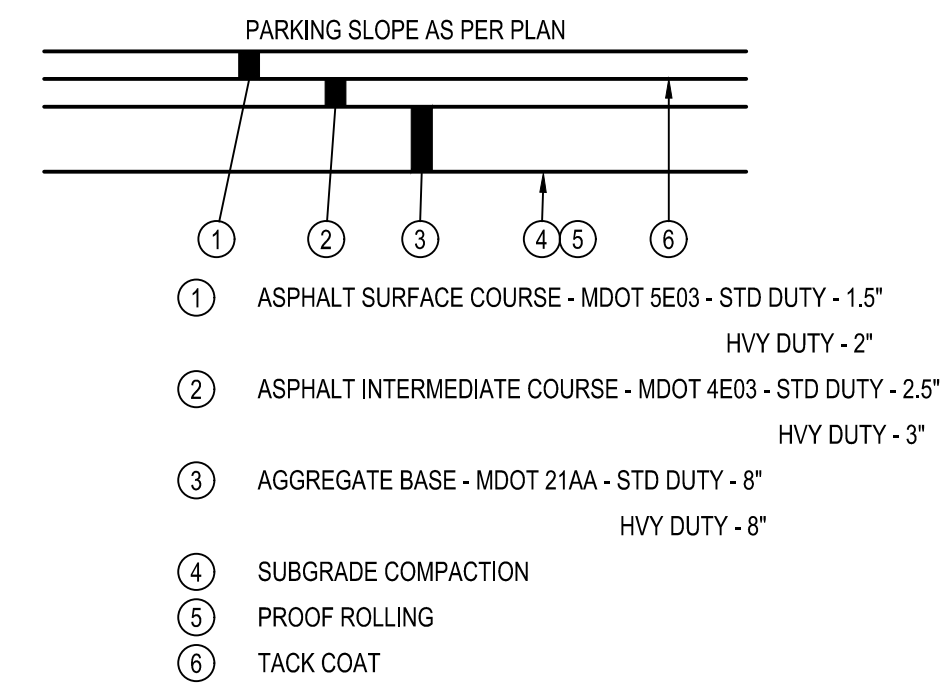 PARKING SLOPE AS PER PLAN
1 2 3 4 5 6
1 ASPHALT SURFACE COURSE - MDOT 5E03 - STD DUTY - 1.5"
HVY DUTY - 2"
2 ASPHALT INTERMEDIATE COURSE - MDOT 4E03 - STD DUTY - 2.5"
HVY DUTY - 3"
3 AGGREGATE BASE - MDOT 21AA - STD DUTY - 8"
HVY DUTY - 8"
4 SUBGRADE COMPACTION
5 PROOF ROLLING
6 TACK COAT